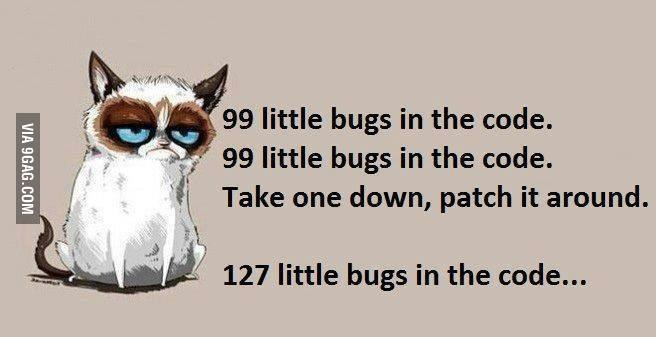 99 little bugs in the code.
99 little bugs in the code.
Take one down, patch it around.
127 little bugs in the code...
VIA 9GAG.COM